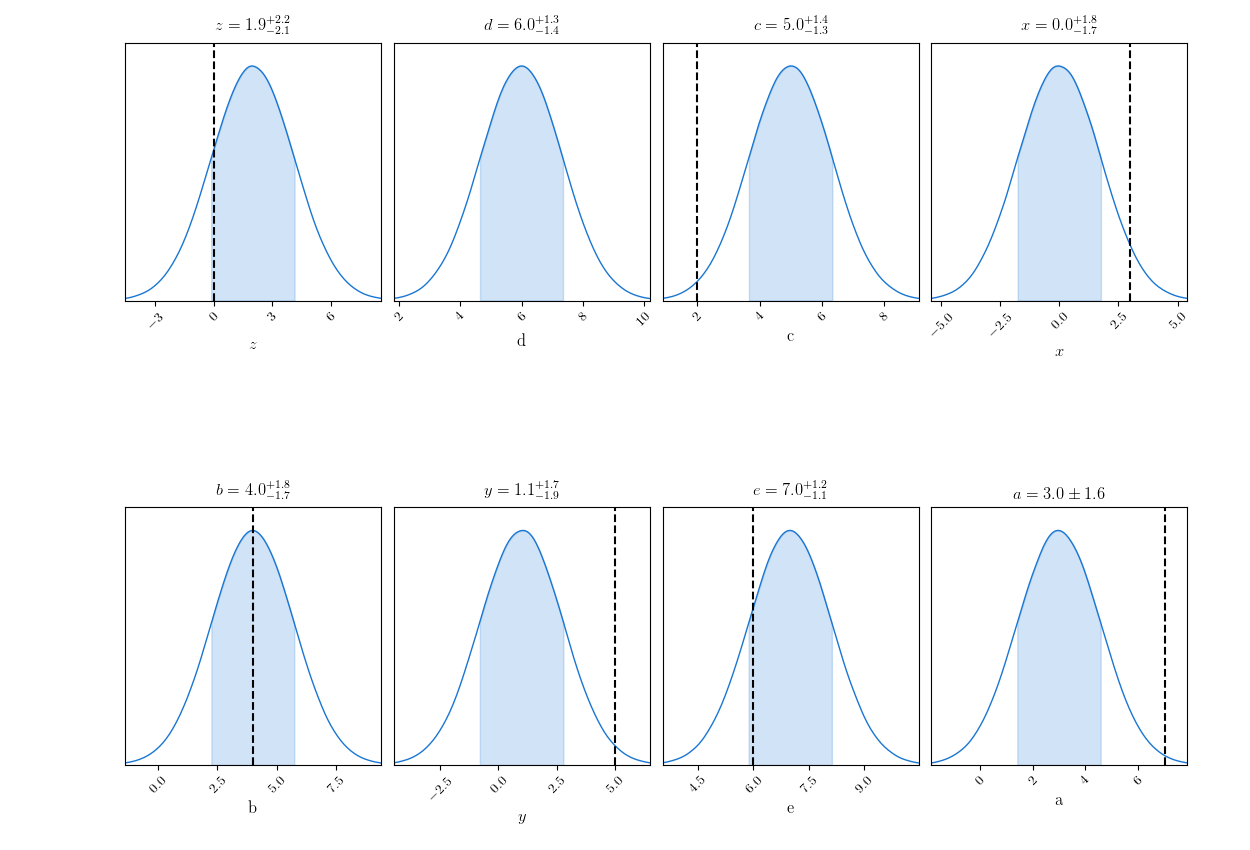 z = 1.9^{+2.2}_{-2.1} d = 6.0^{+1.3}_{-1.4} c = 5.0^{+1.4}_{-1.3} x = 0.0^{+1.8}_{-1.7}
−3 0 3 6 2 4 6 8 10 2 4 6 8 −5.0 −2.5 0.0 2.5 5.0
z d c x
b = 4.0^{+1.8}_{-1.7} y = 1.1^{+1.7}_{-1.9} e = 7.0^{+1.2}_{-1.1} a = 3.0 ± 1.6
0.0 2.5 5.0 7.5 −2.5 0.0 2.5 5.0 4.5 6.0 7.5 9.0 0 2 4 6
b y e a